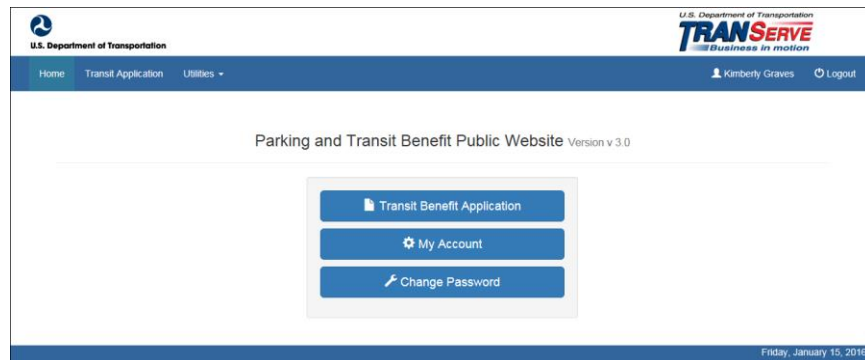 U.S. Department of Transportation
U.S. Department of Transportation
TRANSERVE
Business in motion
Home Transit Application Utilities Kimberly Graves Logout
Parking and Transit Benefit Public Website Version v 3.0
Transit Benefit Application
My Account
Change Password
Friday, January 15, 2016